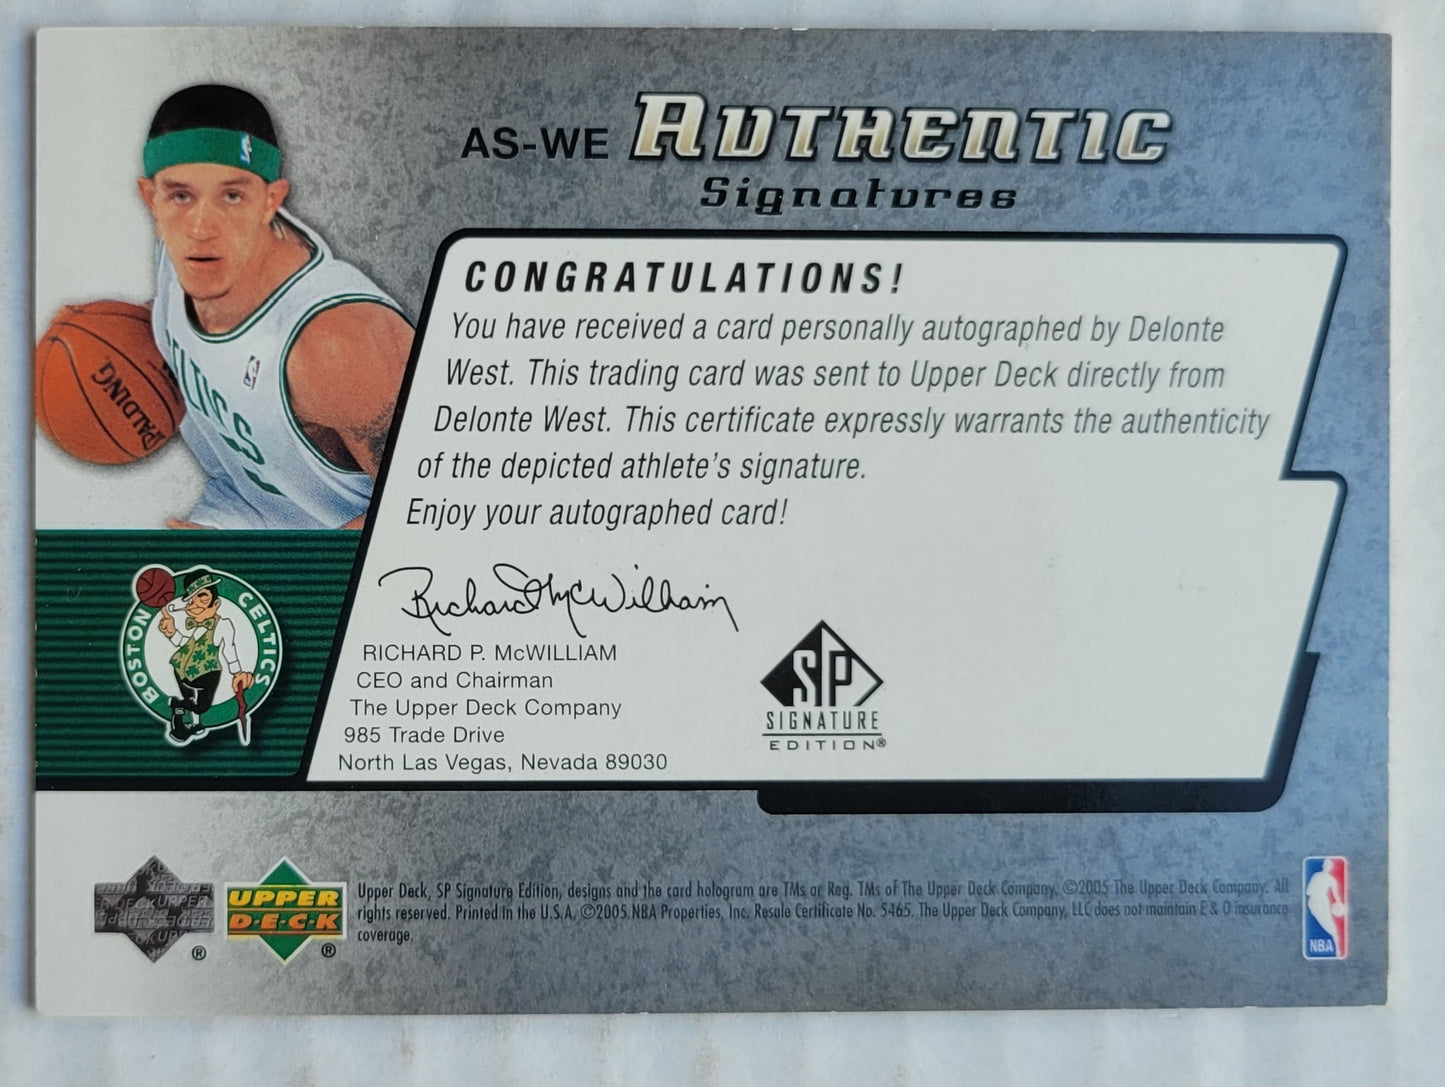 AS-WE AUTHENTIC
Signatures
CONGRATULATIONS!
You have received a card personally autographed by Delonte
West. This trading card was sent to Upper Deck directly from
Delonte West. This certificate expressly warrants the authenticity
of the depicted athlete's signature.
Enjoy your autographed card!
SPALDING
CELTICS
BOSTON CELTICS
Richard McWilliam
RICHARD P. McWILLIAM
CEO and Chairman
The Upper Deck Company
985 Trade Drive
North Las Vegas, Nevada 89030
SP
SIGNATURE
EDITION®
UPPER
D•E•C•K
®
®
Upper Deck, SP Signature Edition, designs and the card hologram are TMs or Reg. TMs of The Upper Deck Company. ©2005 The Upper Deck Company. All
rights reserved. Printed in the U.S.A. ©2005 NBA Properties, Inc. Resale Certificate No. 5465. The Upper Deck Company, LLC does not maintain E & O insurance
coverage.
NBA